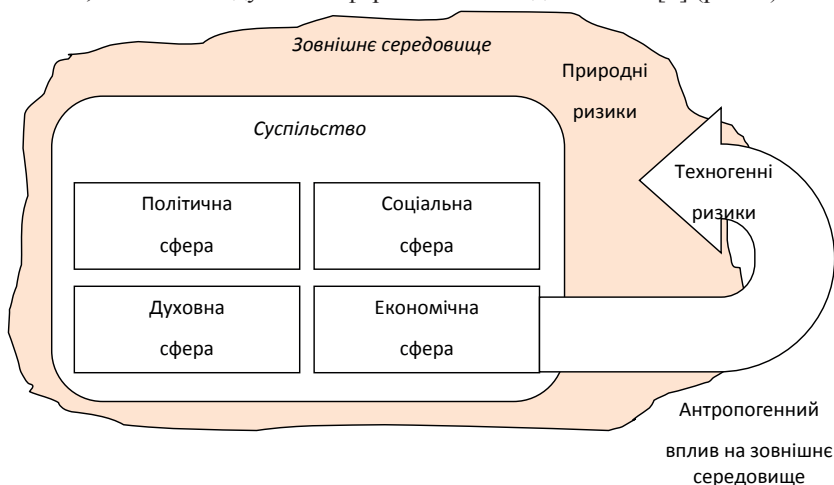 Зовнішнє середовище
Природні
ризики
Суспільство
Техногенні
ризики
Політична
сфера
Соціальна
сфера
Духовна
сфера
Економічна
сфера
Антропогенний
вплив на зовнішнє
середовище